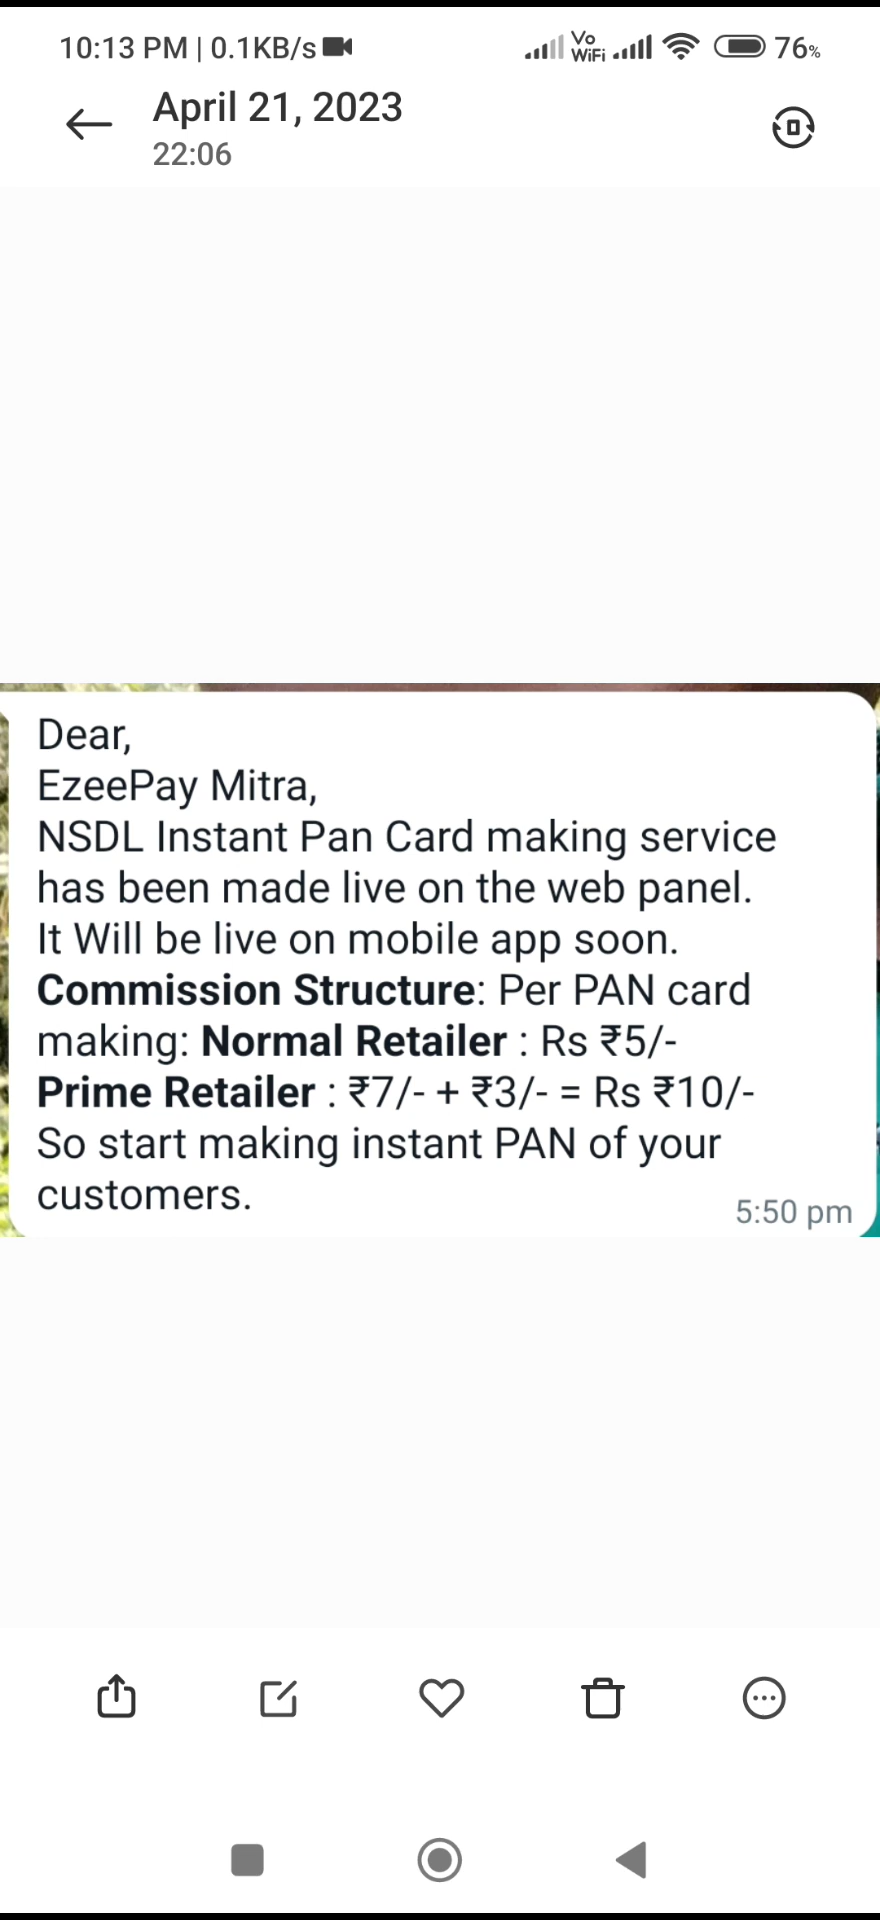 10:13 PM | 0.1KB/s
Vo
WiFi
76%
April 21, 2023
22:06
Dear,
EzeePay Mitra,
NSDL Instant Pan Card making service
has been made live on the web panel.
It Will be live on mobile app soon.
Commission Structure: Per PAN card
making: Normal Retailer : Rs ₹5/-
Prime Retailer : ₹7/- + ₹3/- = Rs ₹10/-
So start making instant PAN of your
customers.
5:50 pm